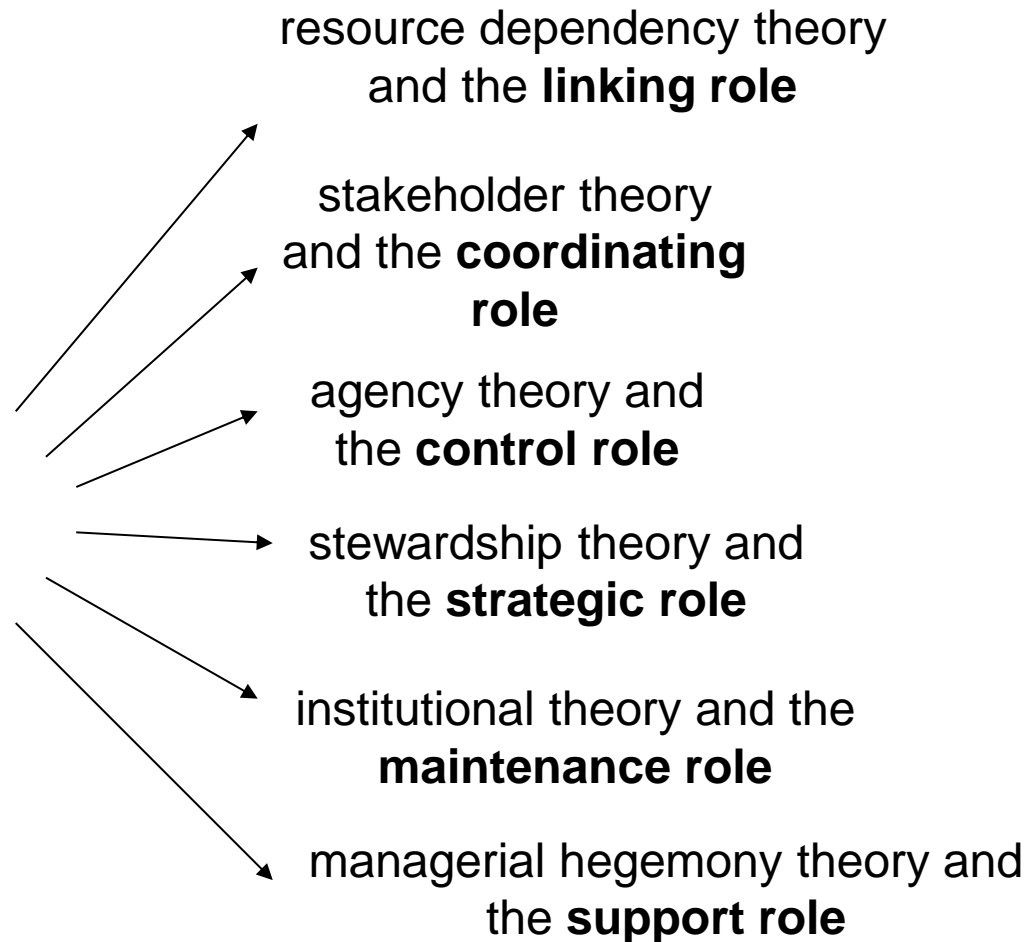 resource dependency theory
and the linking role
stakeholder theory
and the coordinating
role
agency theory and
the control role
stewardship theory and
the strategic role
institutional theory and the
maintenance role
managerial hegemony theory and
the support role